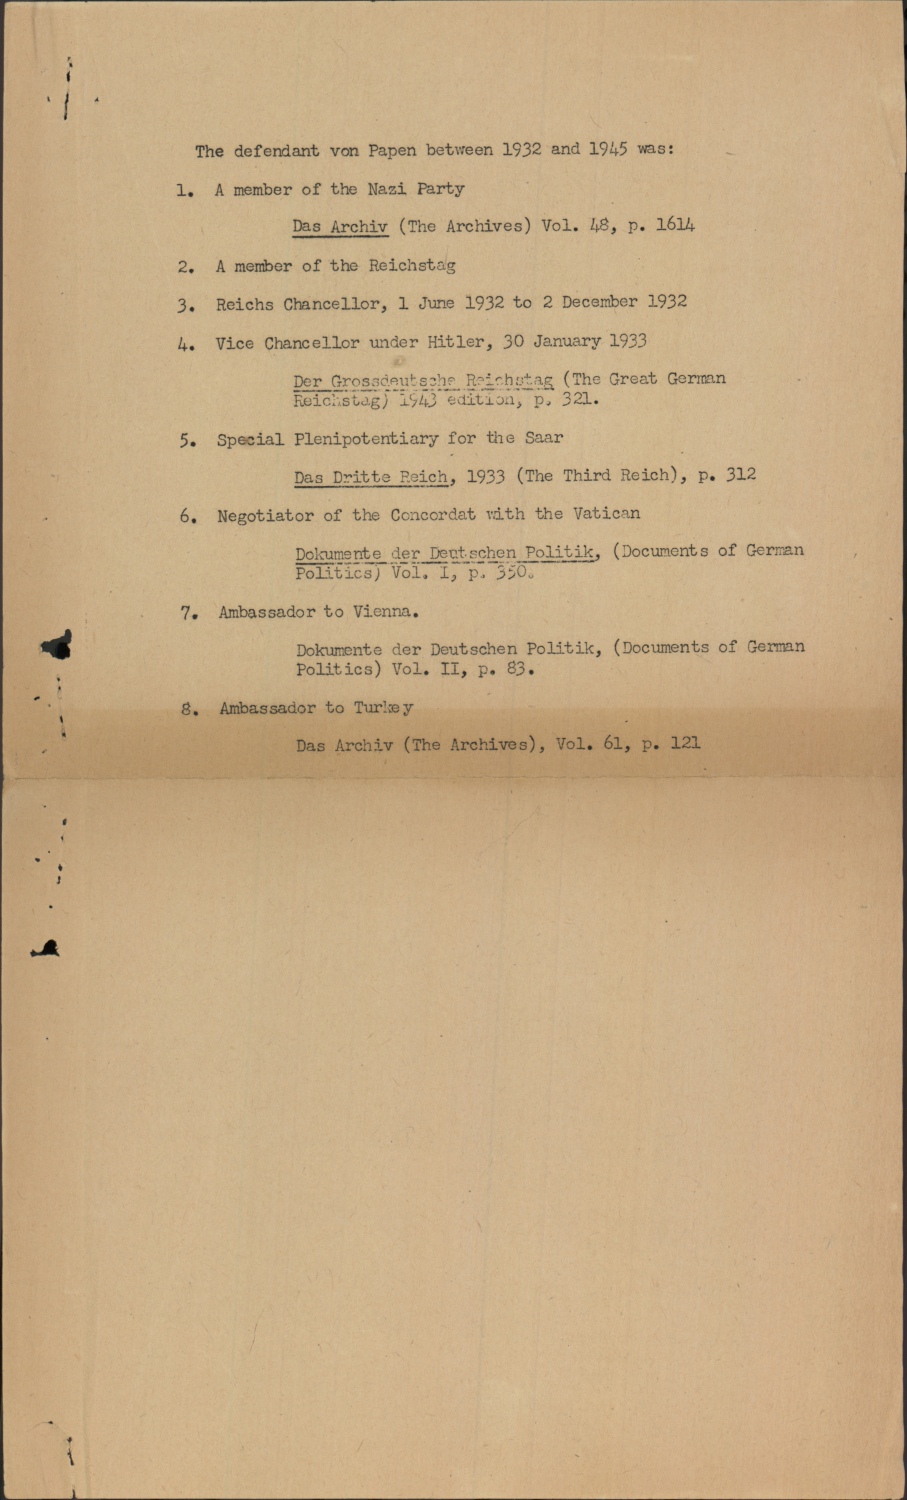 The defendant von Papen between 1932 and 1945 was:
1. A member of the Nazi Party
Das Archiv (The Archives) Vol. 48, p. 1614
2. A member of the Reichstag
3. Reichs Chancellor, 1 June 1932 to 2 December 1932
4. Vice Chancellor under Hitler, 30 January 1933
Der Grossdeutsche Reichstag (The Great German
Reichstag) 1943 edition, p. 321.
5. Special Plenipotentiary for the Saar
Das Dritte Reich, 1933 (The Third Reich), p. 312
6. Negotiator of the Concordat with the Vatican
Dokumente der Deutschen Politik, (Documents of German
Politics) Vol. I, p. 350.
7. Ambassador to Vienna.
Dokumente der Deutschen Politik, (Documents of German
Politics) Vol. II, p. 83.
8. Ambassador to Turkey
Das Archiv (The Archives), Vol. 61, p. 121